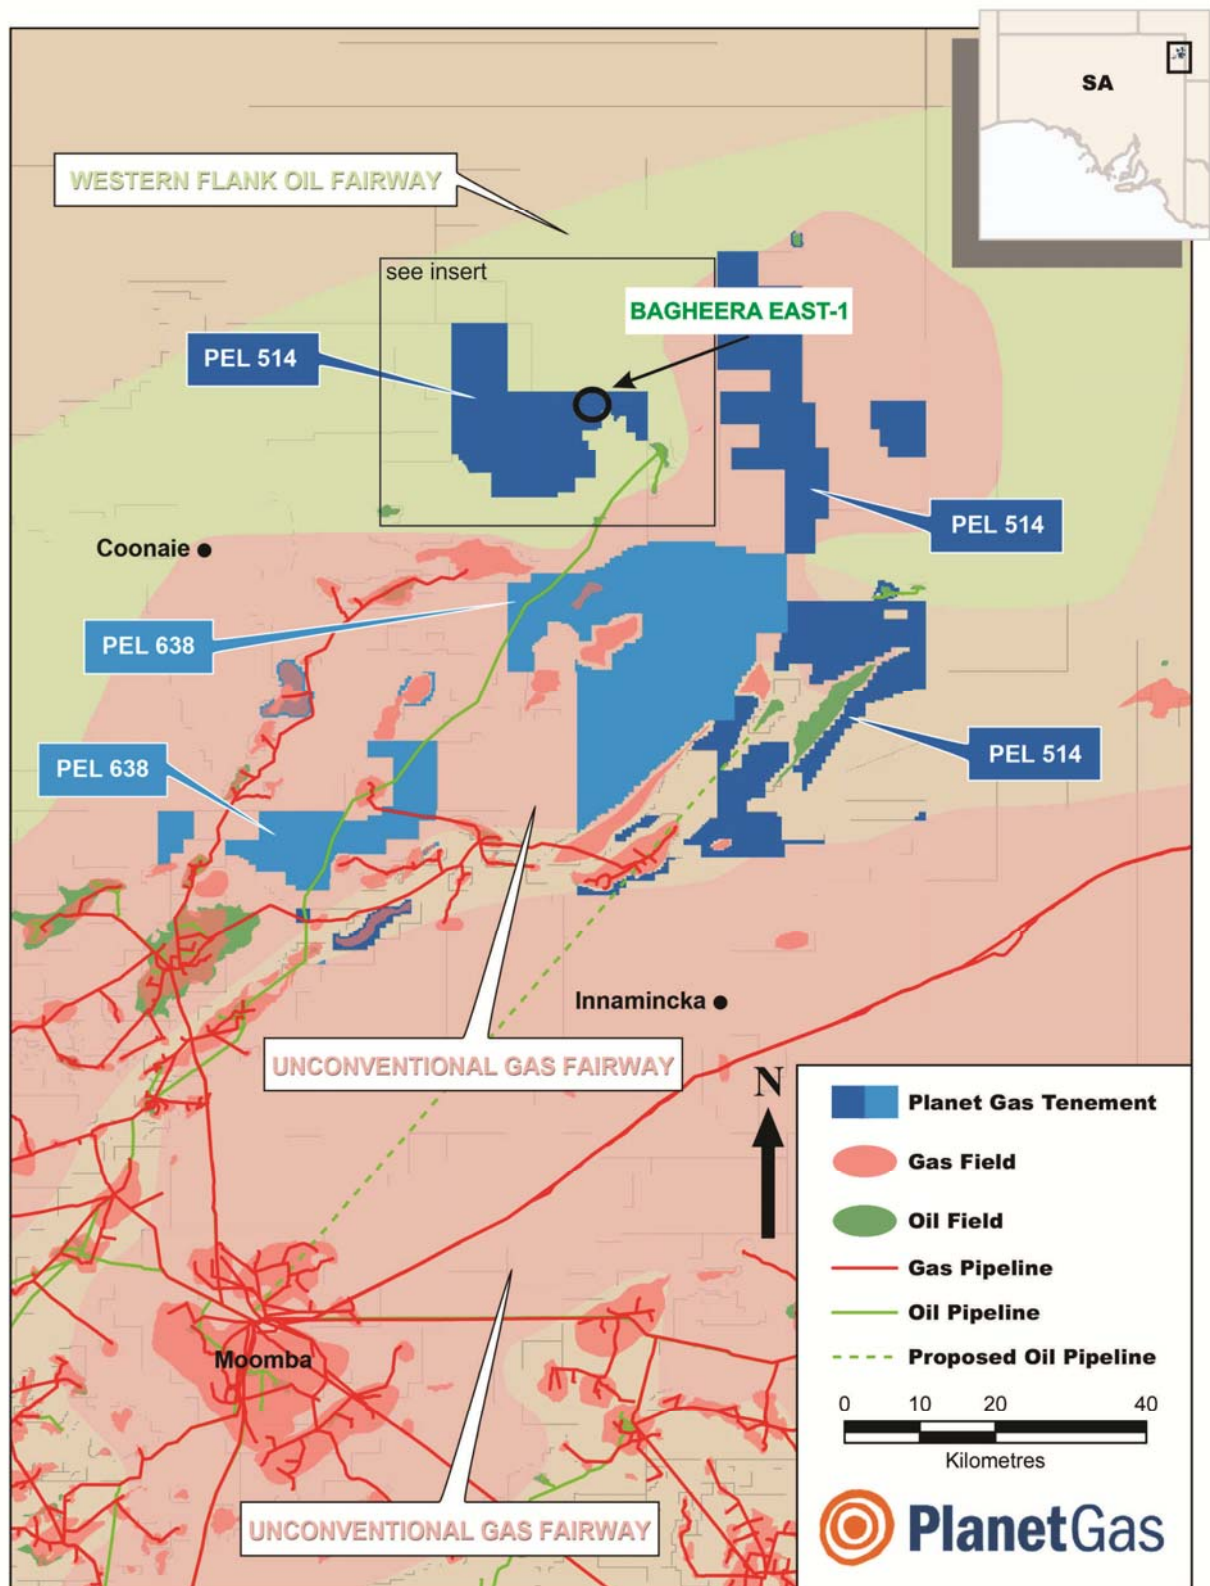 SA
WESTERN FLANK OIL FAIRWAY
see insert
BAGHEERA EAST-1
PEL 514
PEL 514
Coonaie
PEL 638
PEL 638
PEL 514
Innamincka
UNCONVENTIONAL GAS FAIRWAY
N
Planet Gas Tenement
Gas Field
Oil Field
Gas Pipeline
Oil Pipeline
Proposed Oil Pipeline
Moomba
0 10 20 40
Kilometres
UNCONVENTIONAL GAS FAIRWAY
PlanetGas